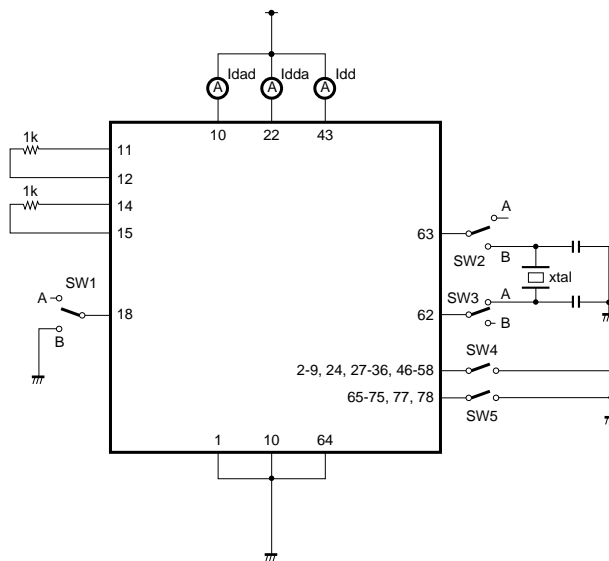 Idad Idda Idd
A A A
10 22 43
1k
11
12
1k
14
15
63
A
B
SW2
xtal
SW1
A
B
18
SW3
A
B
62
2-9, 24, 27-36, 46-58
SW4
65-75, 77, 78
SW5
1 10 64